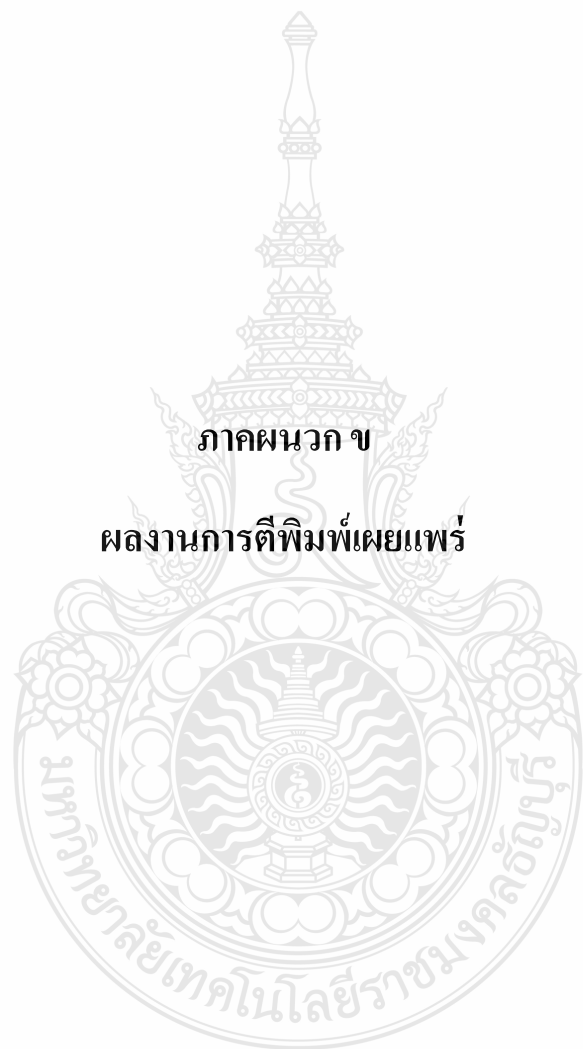 ภาคผนวก ข
ผลงานการตีพิมพ์เผยแพร่
มหาวิทยาลัยเทคโนโลยีราชมงคลธัญบุรี